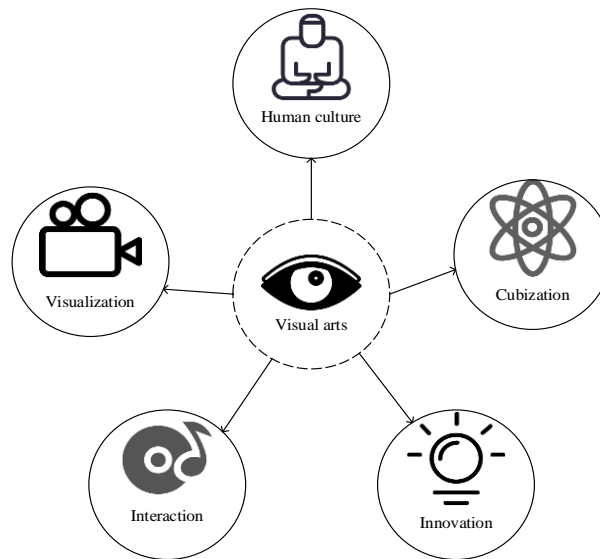 Human culture
Visualization
Cubization
Visual arts
Interaction
Innovation